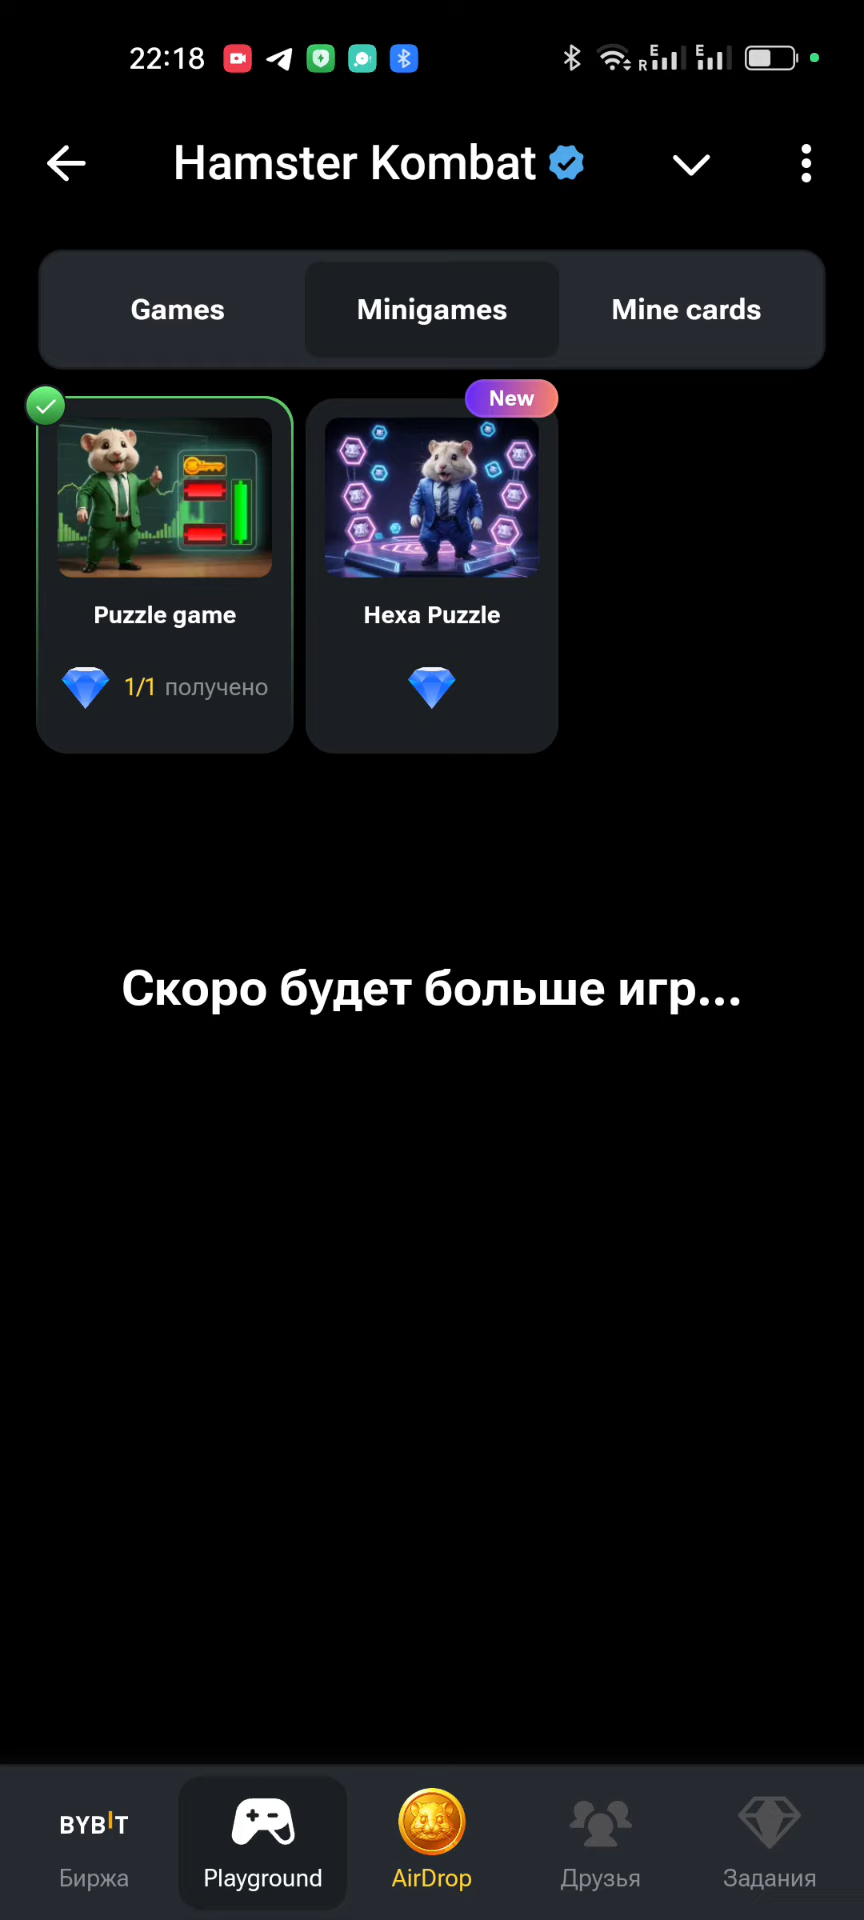 22:18
Hamster Kombat
Games
Minigames
Mine cards
New
Puzzle game
Hexa Puzzle
1/1 получено
Скоро будет больше игр...
BYBIT
Биржа
Playground
AirDrop
Друзья
Задания